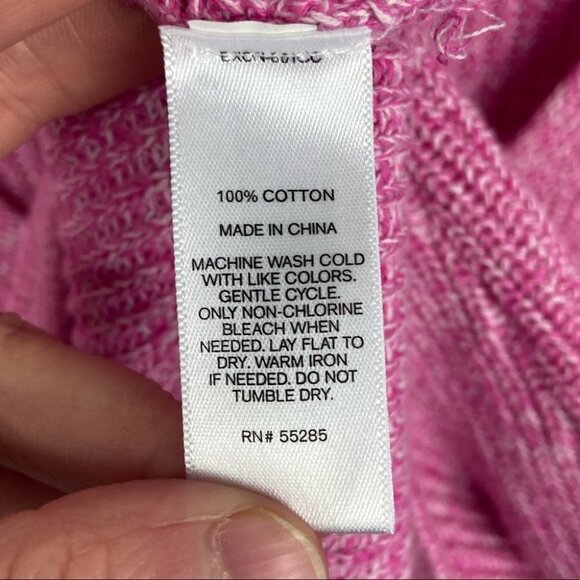 100% COTTON
MADE IN CHINA
MACHINE WASH COLD
WITH LIKE COLORS.
GENTLE CYCLE.
ONLY NON-CHLORINE
BLEACH WHEN
NEEDED. LAY FLAT TO
DRY. WARM IRON
IF NEEDED. DO NOT
TUMBLE DRY.
RN# 55285